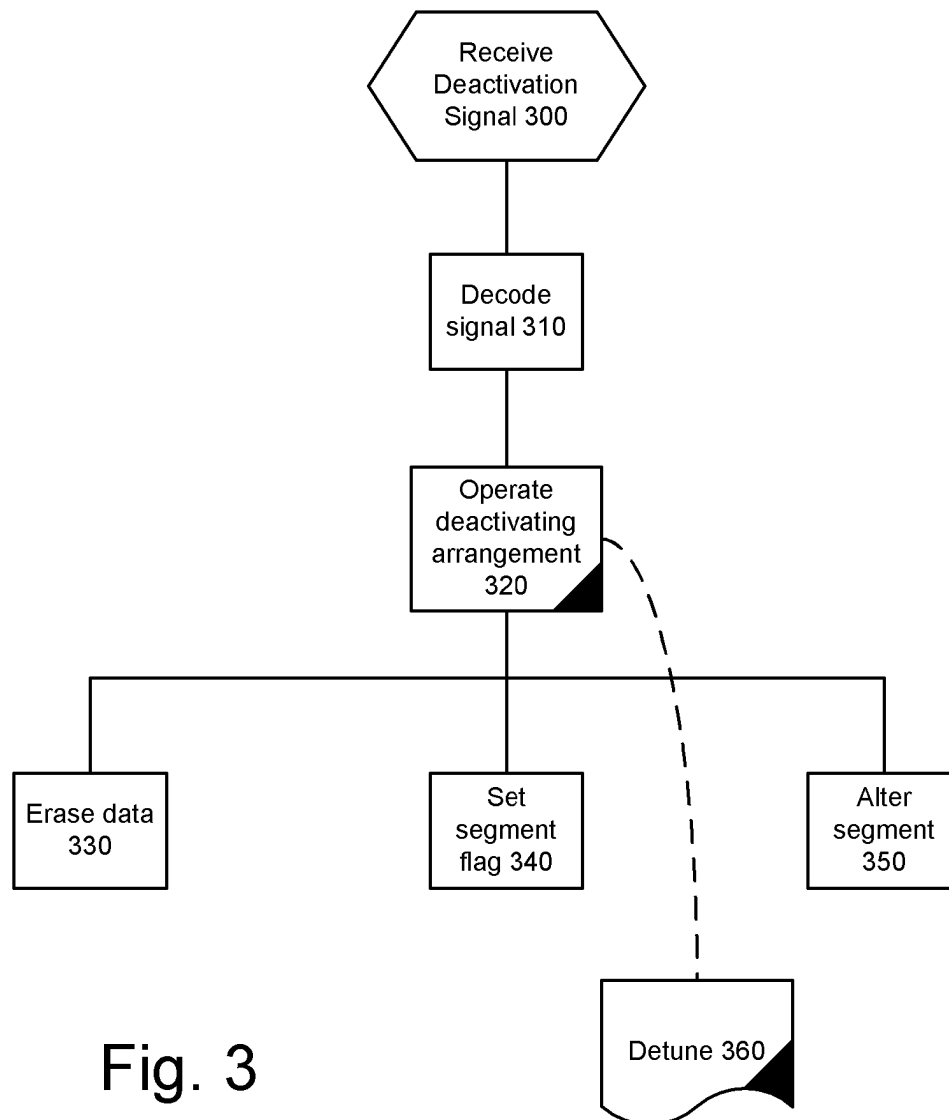 Receive
Deactivation
Signal 300
Decode
signal 310
Operate
deactivating
arrangement
320
Erase data
330
Set
segment
flag 340
Alter
segment
350
Detune 360
Fig. 3